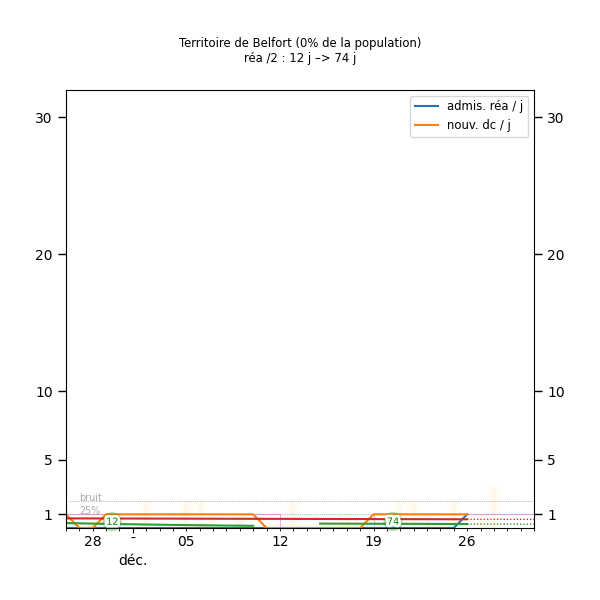 Territoire de Belfort (0% de la population)
réa /2 : 12 j –> 74 j
admis. réa / j
nouv. dc / j
30 30
20 20
10 10
5 5
bruit
25%
1 12 74 1
28 - 05 12 19 26
déc.